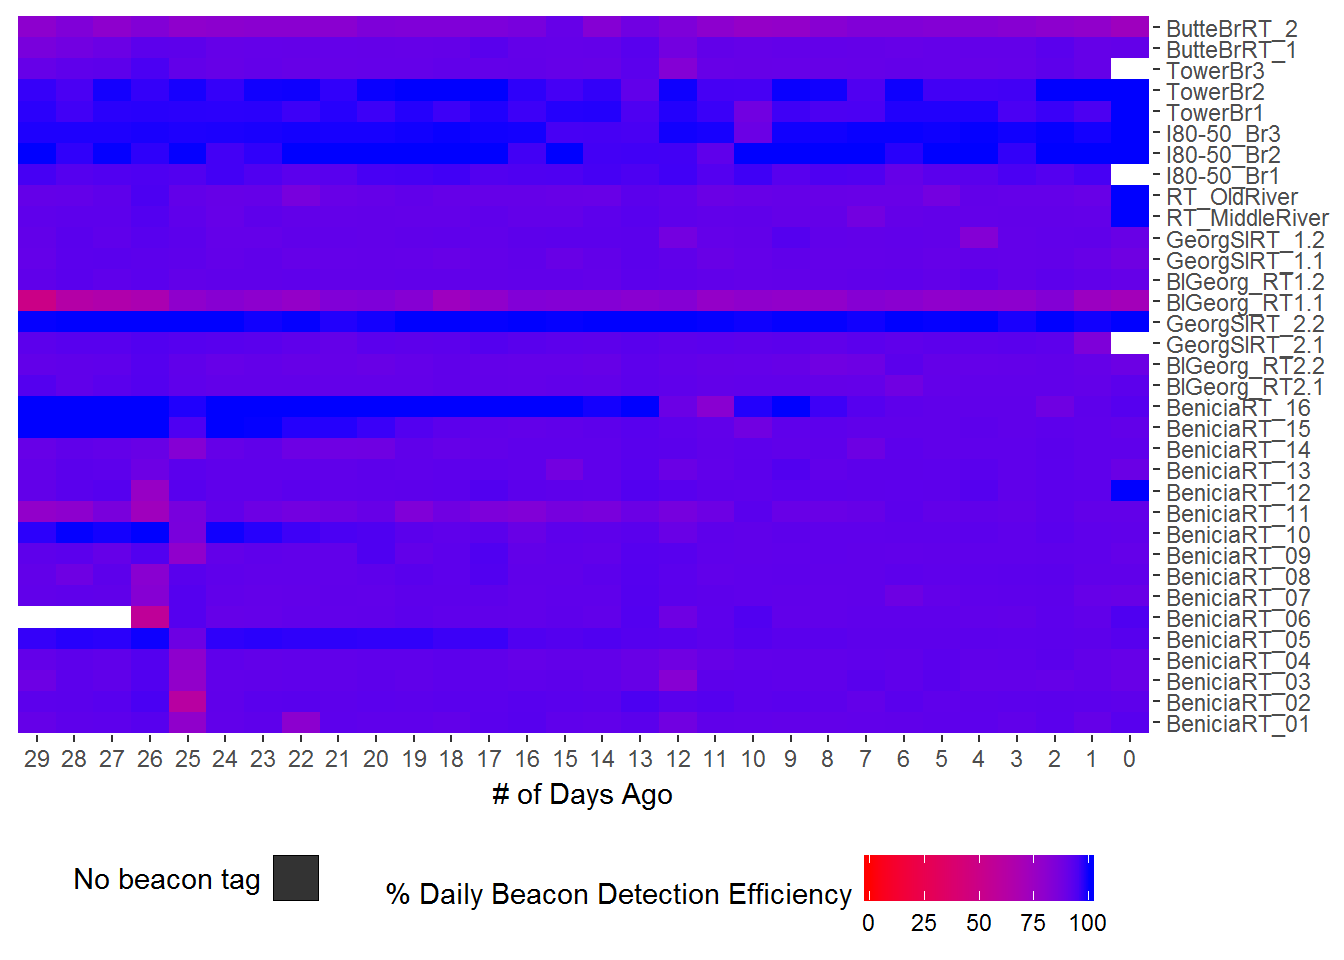 ButteBrRT_2
ButteBrRT_1
TowerBr3
TowerBr2
TowerBr1
I80-50_Br3
I80-50_Br2
I80-50_Br1
RT_OldRiver
RT_MiddleRiver
GeorgSlRT_1.2
GeorgSlRT_1.1
BlGeorg_RT1.2
BlGeorg_RT1.1
GeorgSlRT_2.2
GeorgSlRT_2.1
BlGeorg_RT2.2
BlGeorg_RT2.1
BeniciaRT_16
BeniciaRT_15
BeniciaRT_14
BeniciaRT_13
BeniciaRT_12
BeniciaRT_11
BeniciaRT_10
BeniciaRT_09
BeniciaRT_08
BeniciaRT_07
BeniciaRT_06
BeniciaRT_05
BeniciaRT_04
BeniciaRT_03
BeniciaRT_02
BeniciaRT_01
29 28 27 26 25 24 23 22 21 20 19 18 17 16 15 14 13 12 11 10 9 8 7 6 5 4 3 2 1 0
# of Days Ago
No beacon tag
% Daily Beacon Detection Efficiency
0 25 50 75 100